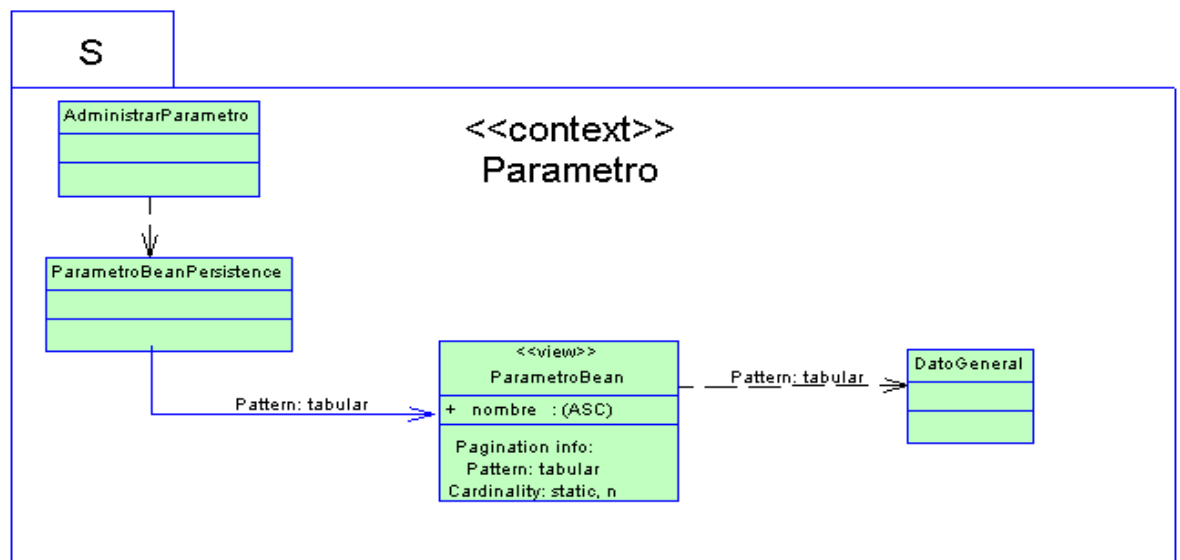 S
AdministrarParametro
<<context>>
Parametro
ParametroBeanPersistence
<<view>>
ParametroBean
+ nombre : (ASC)
Pagination info:
Pattern: tabular
Cardinality: static, n
Pattern: tabular
Pattern: tabular
DatoGeneral